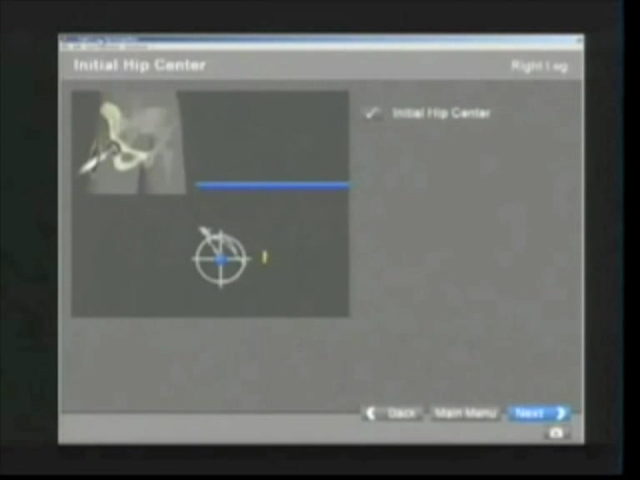 Initial Hip Center
Right Leg
Initial Hip Center
Back
Main Menu
Next